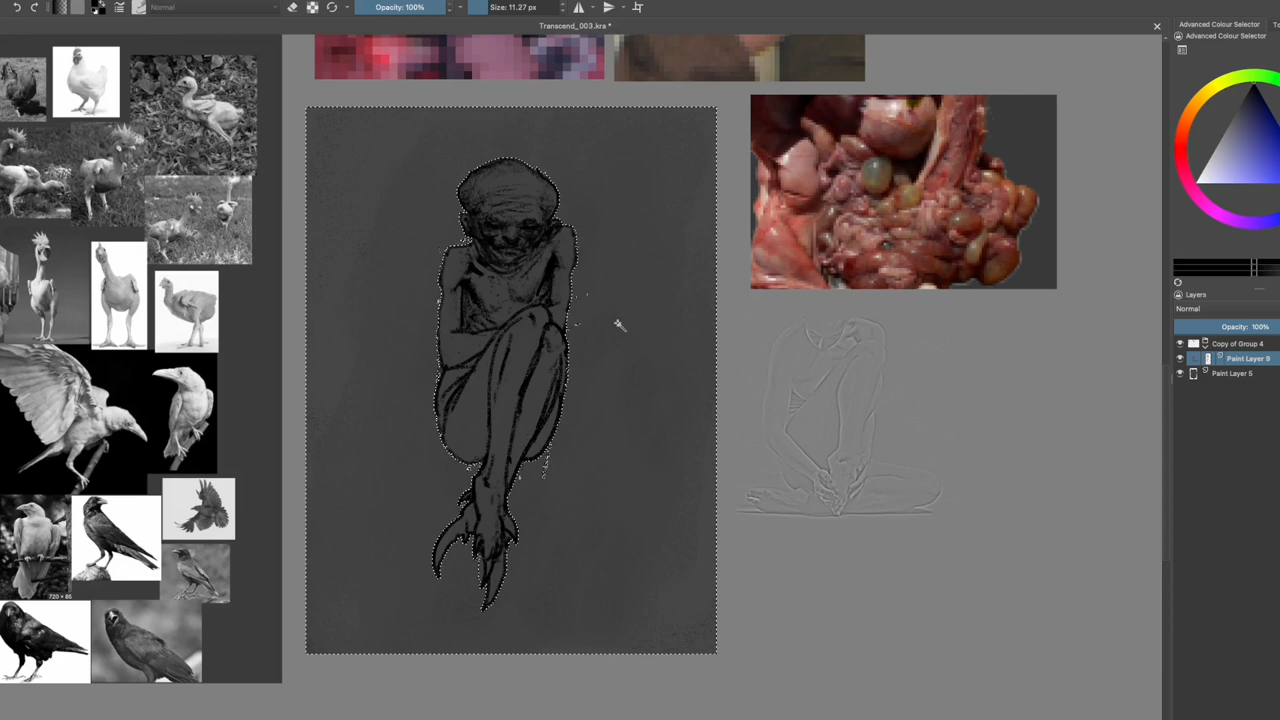 Normal
Opacity: 100%
Size: 11.27 px
Transcend_003.kra *
Advanced Colour Selector
Advanced Colour Selector
Layers
Normal
Opacity: 100%
Copy of Group 4
Paint Layer 9
Paint Layer 5